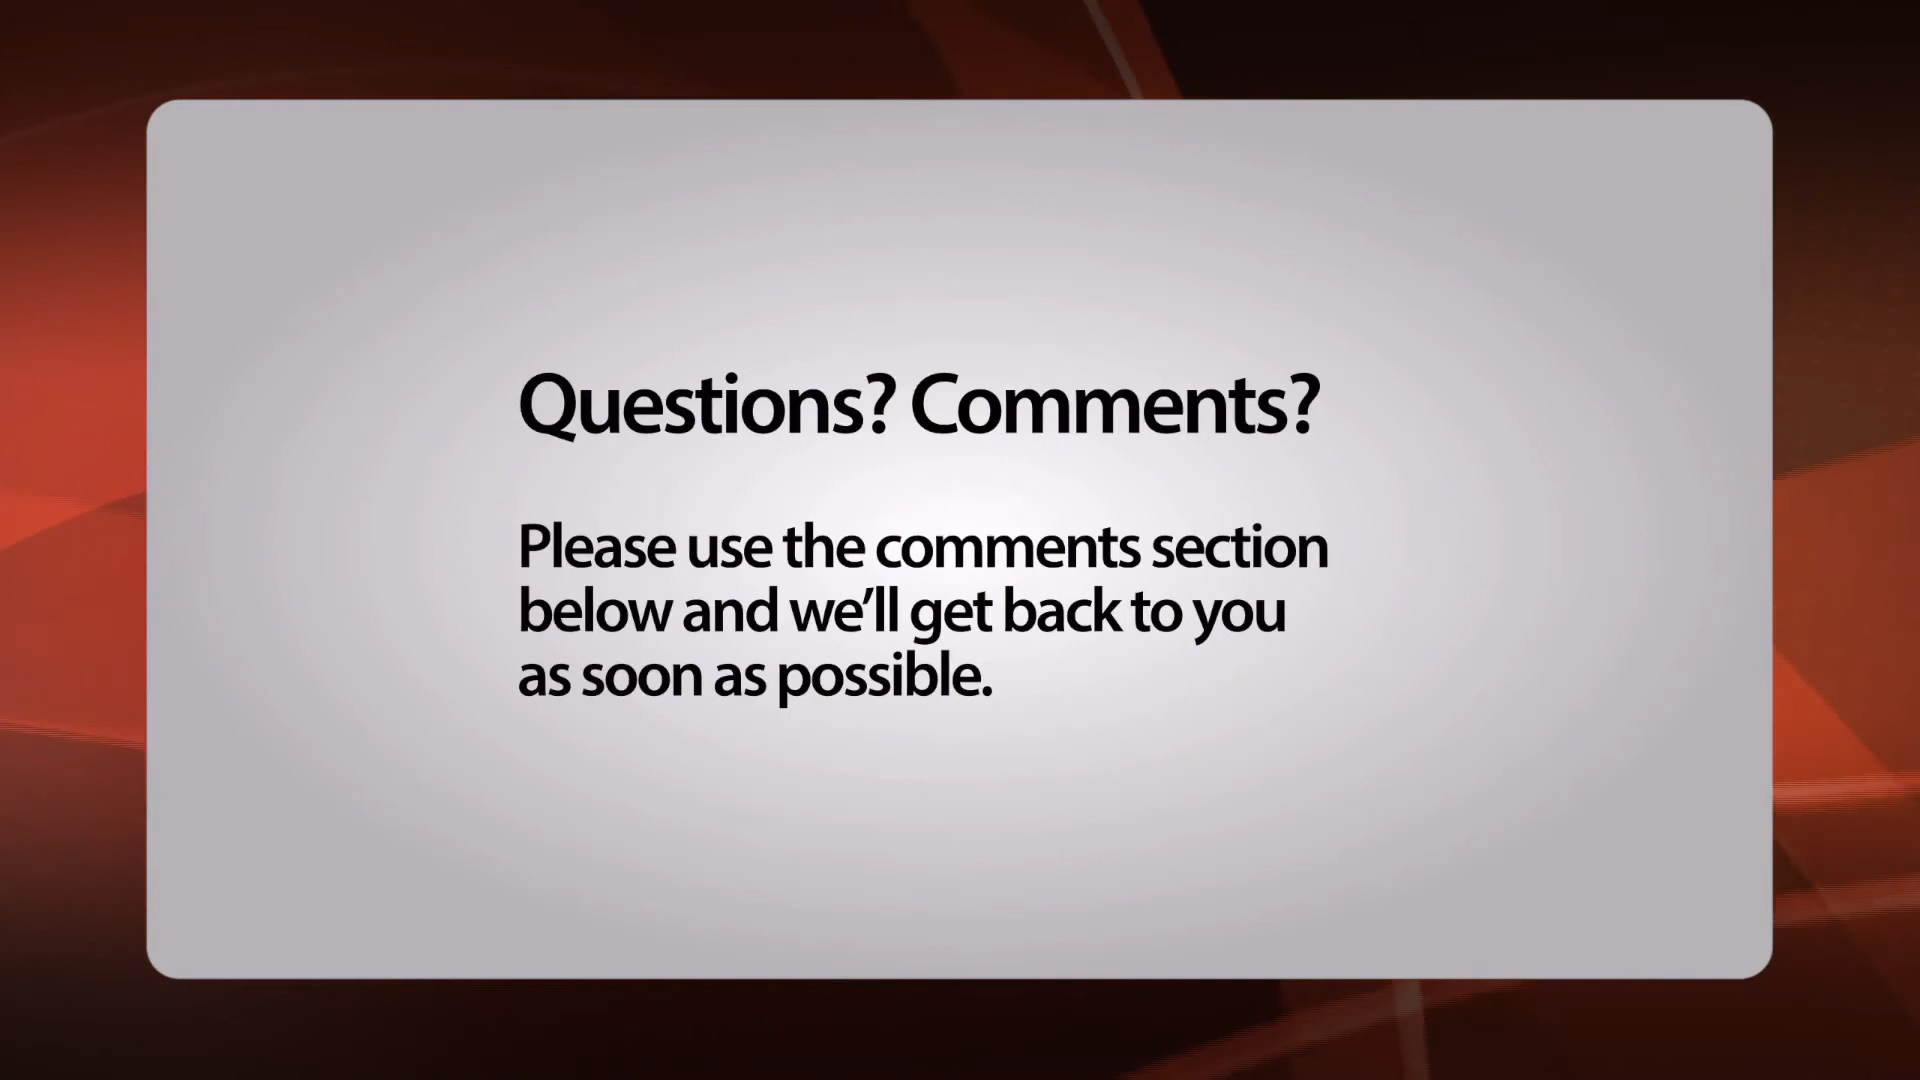 Questions? Comments?
Please use the comments section
below and we’ll get back to you
as soon as possible.